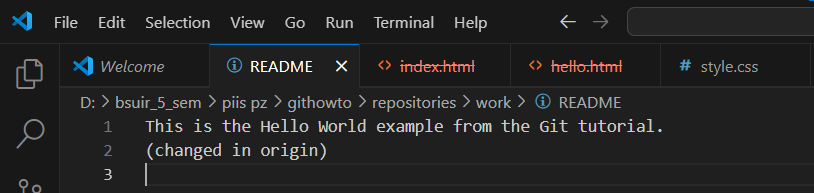 File Edit Selection View Go Run Terminal Help
Welcome README index.html hello.html # style.css
D: > bsuir_5_sem > piis pz > githowto > repositories > work > README
1 This is the Hello World example from the Git tutorial.
2 (changed in origin)
3